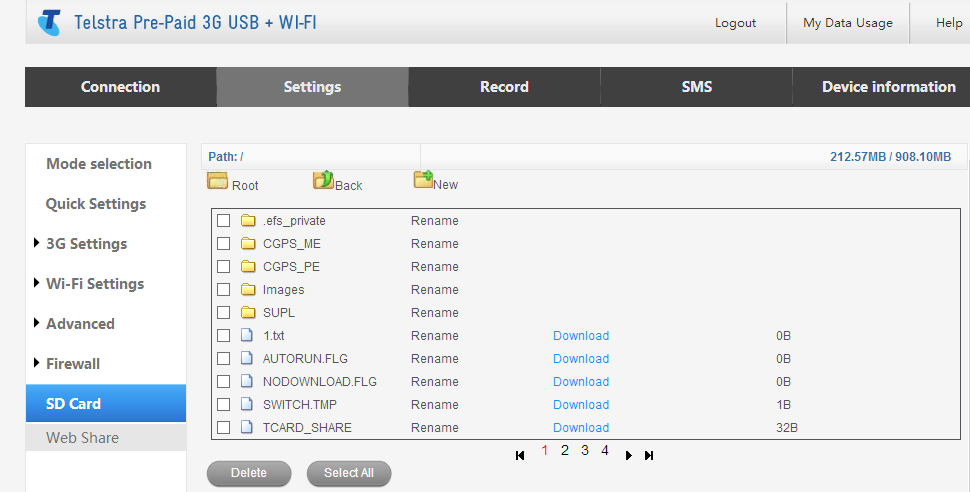 Telstra Pre-Paid 3G USB + WI-FI Logout My Data Usage Help
Connection Settings Record SMS Device information
Mode selection
Quick Settings
3G Settings
Wi-Fi Settings
Advanced
Firewall
SD Card
Web Share
Path: / 212.57MB / 908.10MB
Root Back New
.efs_private Rename
CGPS_ME Rename
CGPS_PE Rename
Images Rename
SUPL Rename
1.txt Rename Download 0B
AUTORUN.FLG Rename Download 0B
NODOWNLOAD.FLG Rename Download 0B
SWITCH.TMP Rename Download 1B
TCARD_SHARE Rename Download 32B
1 2 3 4
Delete Select All